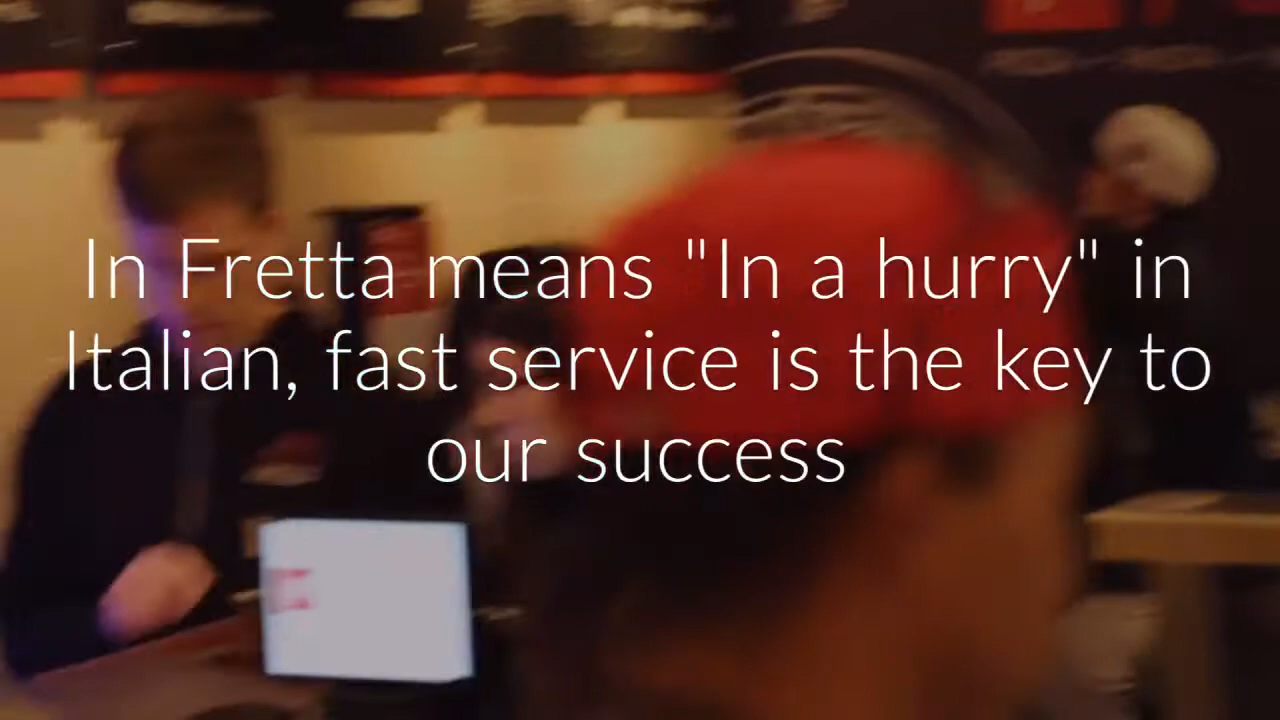 In Fretta means "In a hurry" in
Italian, fast service is the key to
our success